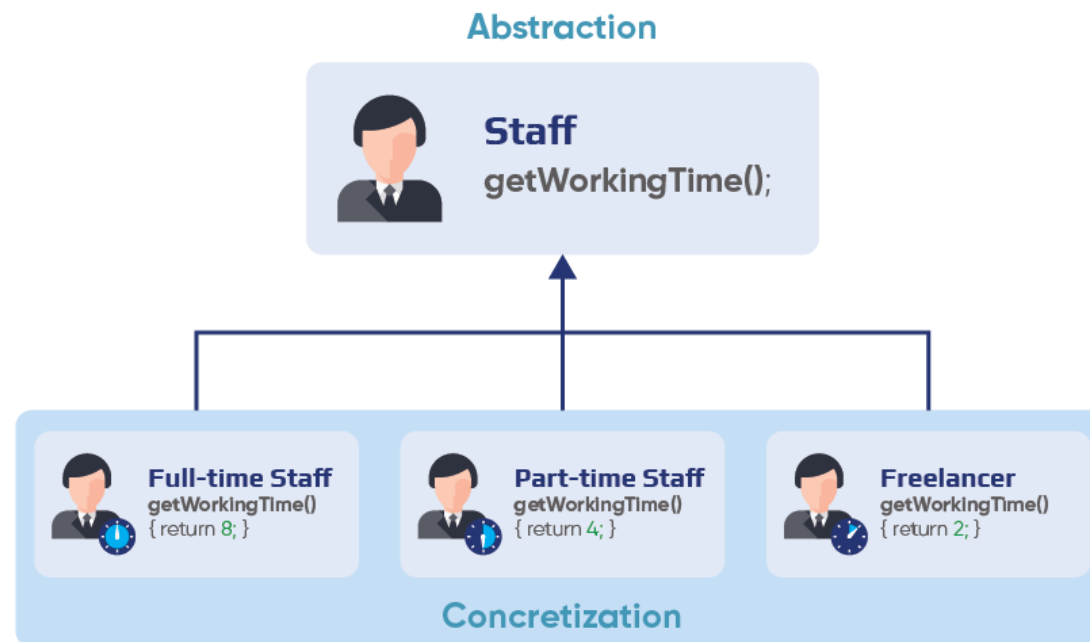 Abstraction
Staff
getWorkingTime();
Full-time Staff
getWorkingTime()
{ return 8; }
Part-time Staff
getWorkingTime()
{ return 4; }
Freelancer
getWorkingTime()
{ return 2; }
Concretization